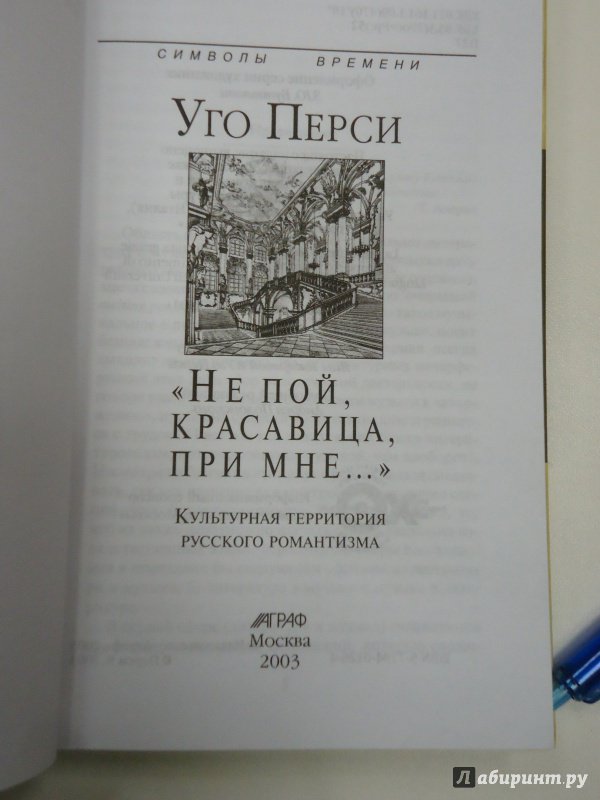 СИМВОЛЫ ВРЕМЕНИ
УГО ПЕРСИ
«НЕ ПОЙ,
КРАСАВИЦА,
ПРИ МНЕ...»
КУЛЬТУРНАЯ ТЕРРИТОРИЯ
РУССКОГО РОМАНТИЗМА
АГРАФ
Москва
2003
Лабиринт.ру